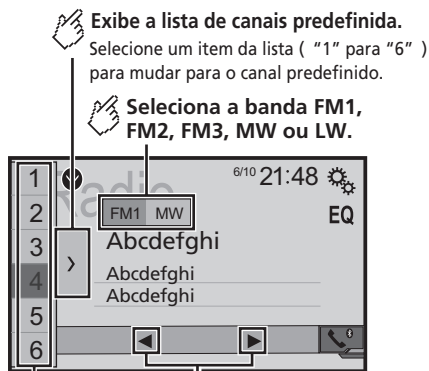 Exibe a lista de canais predefinida.
Selecione um item da lista ( “1” para “6” )
para mudar para o canal predefinido.
Seleciona a banda FM1,
FM2, FM3, MW ou LW.
Radio
6/10 21:48
FM1 MW
EQ
Abcdefghi
Abcdefghi
Abcdefghi
1
2
3
4
5
6